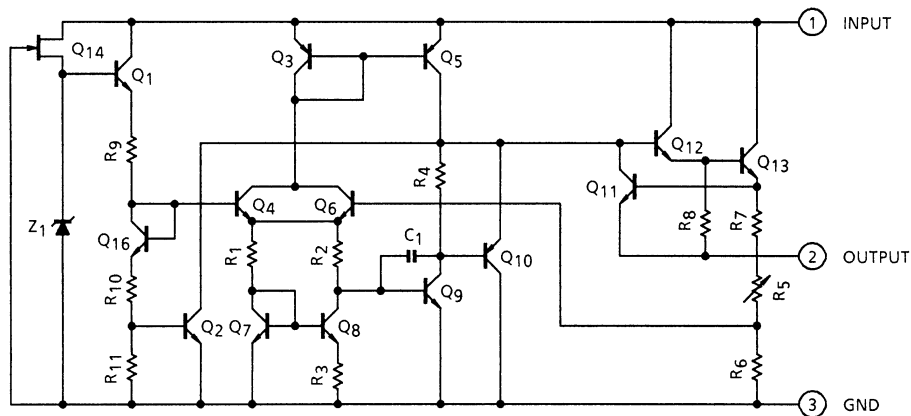 1 INPUT
Q14
Q1
Q3
Q5
R9
R4
Q12
Q13
Q11
Q4
Q6
R8
R7
Z1
Q16
R1
R2
C1
Q10
2 OUTPUT
R10
Q9
R5
Q2
Q7
Q8
R11
R3
R6
3 GND